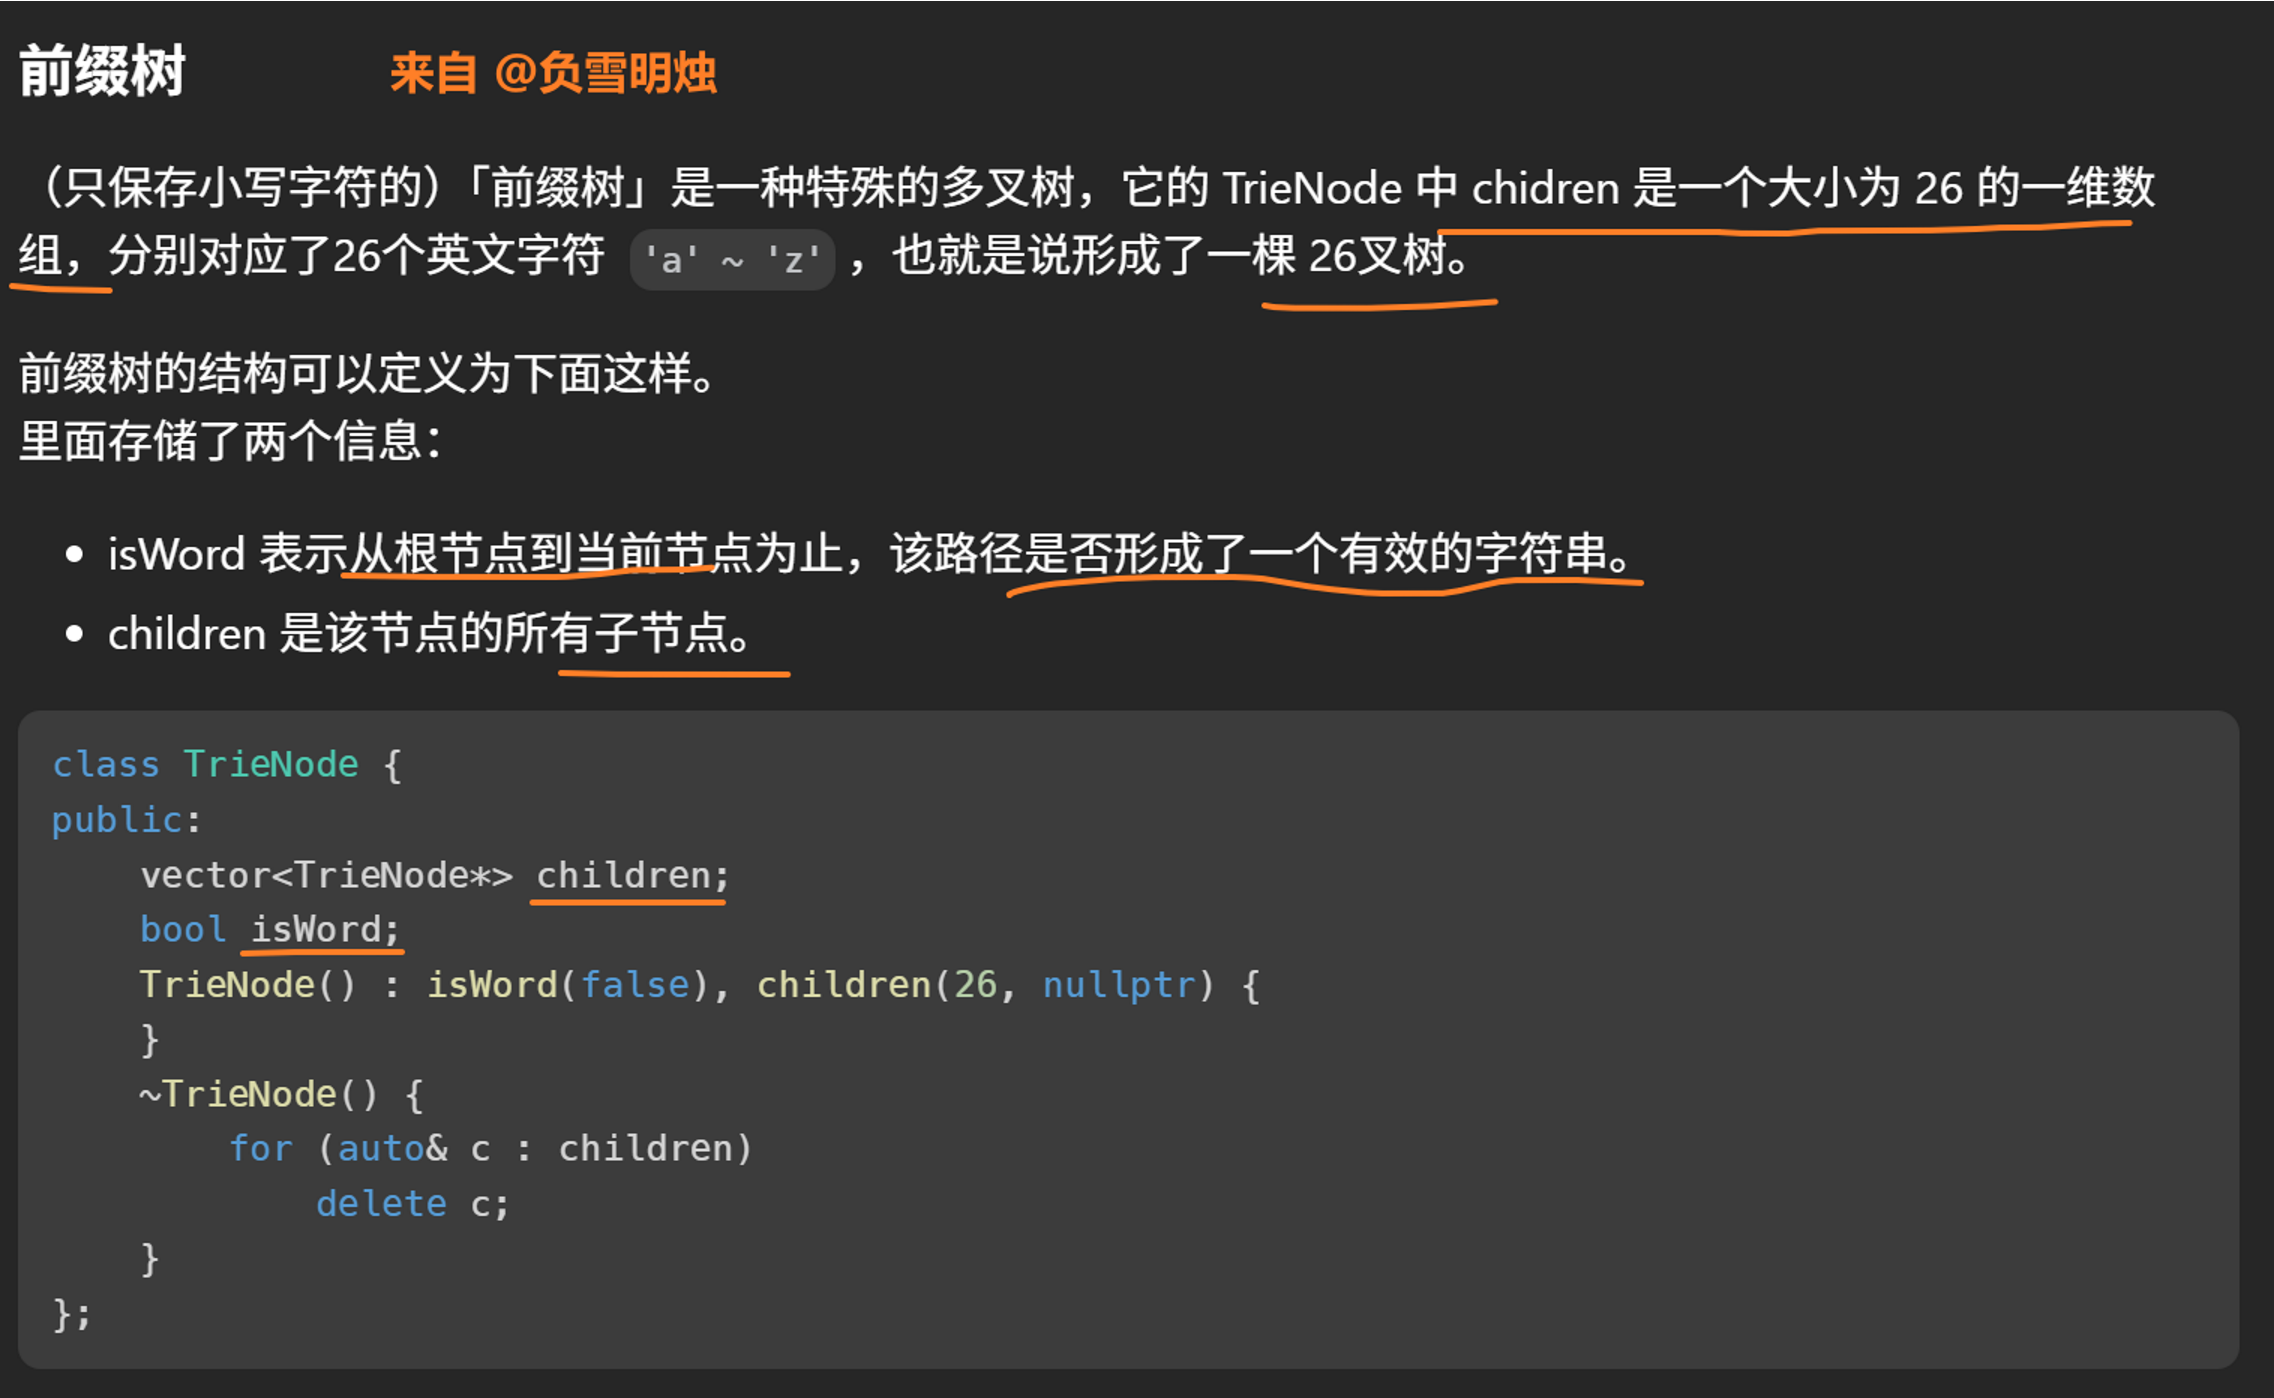 前缀树 来自 @负雪明烛
（只保存小写字符的）「前缀树」是一种特殊的多叉树，它的 TrieNode 中 chidren 是一个大小为 26 的一维数
组，分别对应了26个英文字符 'a' ~ 'z' ，也就是说形成了一棵 26叉树。
前缀树的结构可以定义为下面这样。
里面存储了两个信息：
• isWord 表示从根节点到当前节点为止，该路径是否形成了一个有效的字符串。
• children 是该节点的所有子节点。
class TrieNode {
public:
    vector<TrieNode*> children;
    bool isWord;
    TrieNode() : isWord(false), children(26, nullptr) {
    }
    ~TrieNode() {
        for (auto& c : children)
            delete c;
    }
};